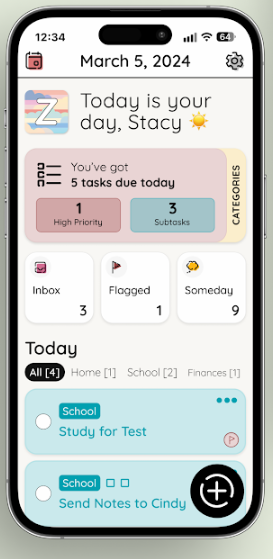 12:34
64
March 5, 2024
Z
Today is your
day, Stacy
You've got
5 tasks due today
1
High Priority
3
Subtasks
CATEGORIES
Inbox
3
Flagged
1
Someday
9
Today
All [4] Home [1] School [2] Finances [1]
School
Study for Test
School
Send Notes to Cindy